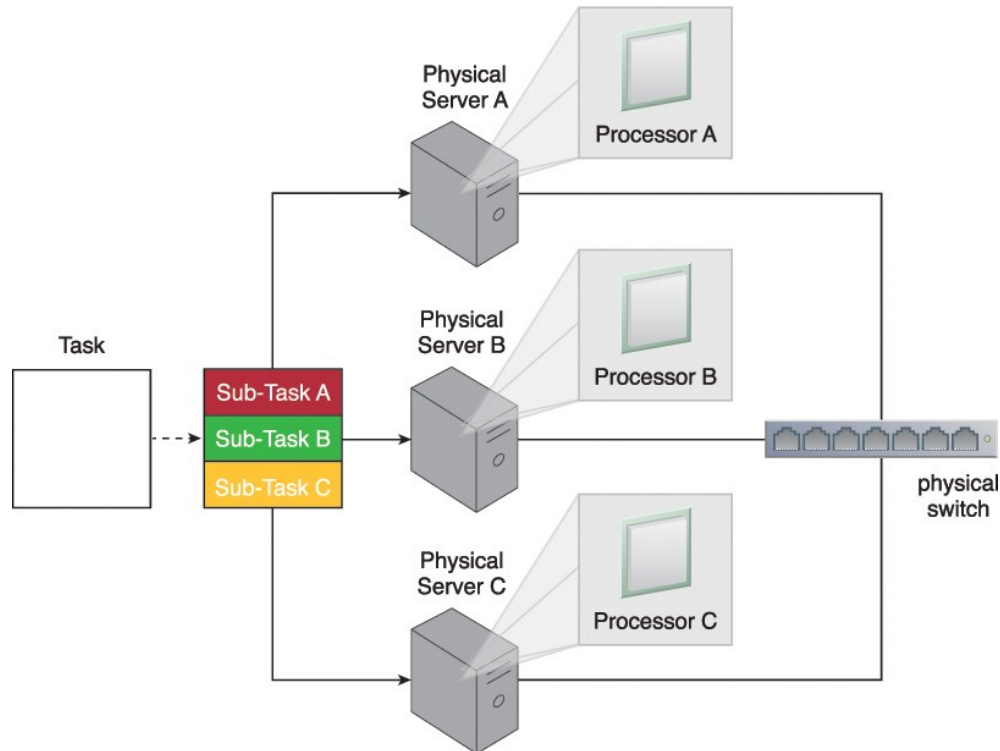 Physical
Server A
Processor A
Physical
Server B
Processor B
Task
Sub-Task A
Sub-Task B
Sub-Task C
physical
switch
Physical
Server C
Processor C